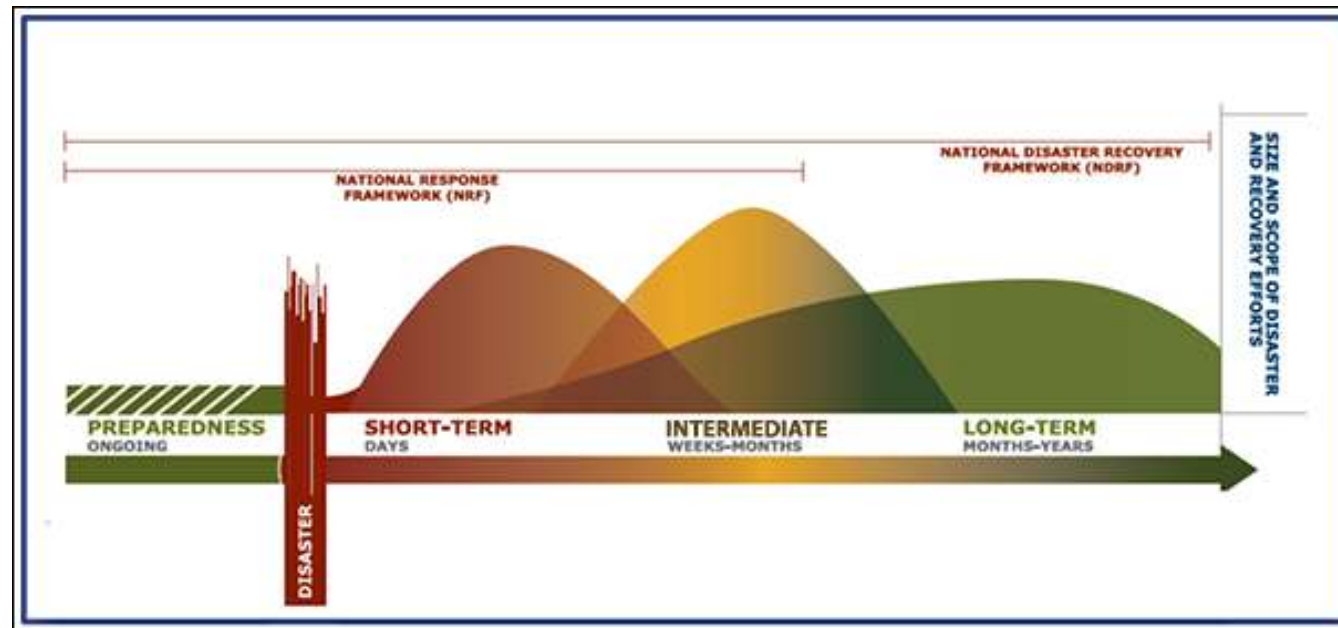 NATIONAL DISASTER RECOVERY
FRAMEWORK (NDRF)
NATIONAL RESPONSE
FRAMEWORK (NRF)
SIZE AND SCOPE OF DISASTER
AND RECOVERY EFFORTS
PREPAREDNESS
ONGOING
SHORT-TERM
DAYS
INTERMEDIATE
WEEKS-MONTHS
LONG-TERM
MONTHS-YEARS
DISASTER